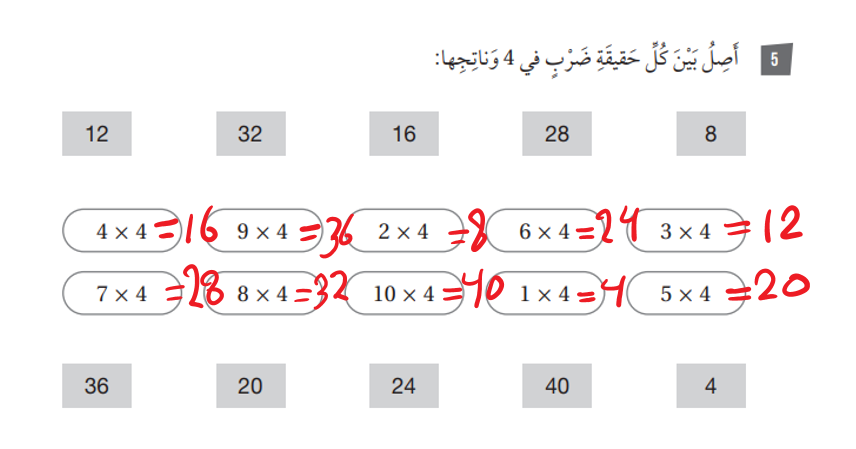 5 أَصِلُ بَيْنَ كُلِّ حَقيقَةِ ضَرْبٍ في 4 وَناتِجِها:
12 32 16 28 8
4 × 4 =16 9 × 4 =36 2 × 4 =8 6 × 4 =24 3 × 4 =12
7 × 4 =28 8 × 4 =32 10 × 4 =40 1 × 4 =4 5 × 4 =20
36 20 24 40 4